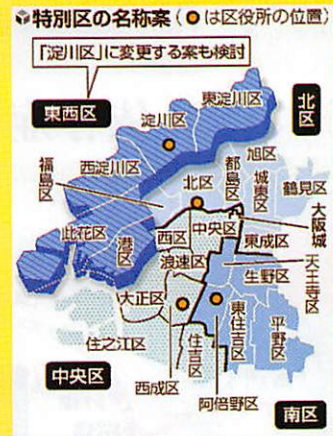 特別区の名称案(●は区役所の位置)
「淀川区」に変更する案も検討
東西区
北区
東淀川区
淀川区
西淀川区
旭区
福島区
北区
都島区
城東区
鶴見区
此花区
港区
西区
中央区
大阪城
東成区
浪速区
天王寺区
生野区
大正区
東住吉区
平野区
住之江区
住吉区
西成区
阿倍野区
中央区
南区